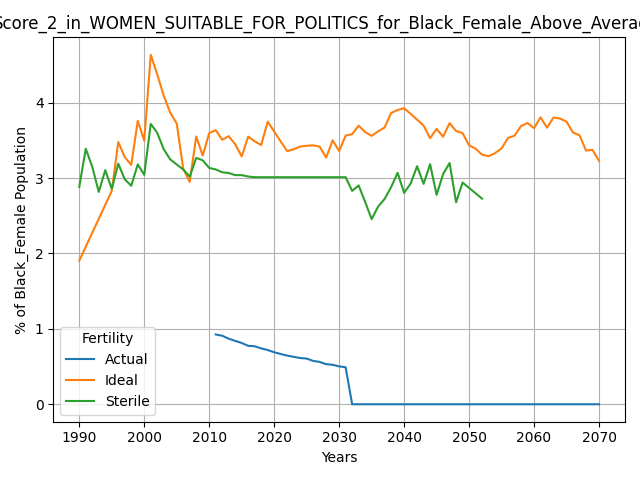 Score_2_in_WOMEN_SUITABLE_FOR_POLITICS_for_Black_Female_Above_Avera
% of Black_Female Population
4
3
2
1
0
Fertility
Actual
Ideal
Sterile
1990 2000 2010 2020 2030 2040 2050 2060 2070
Years